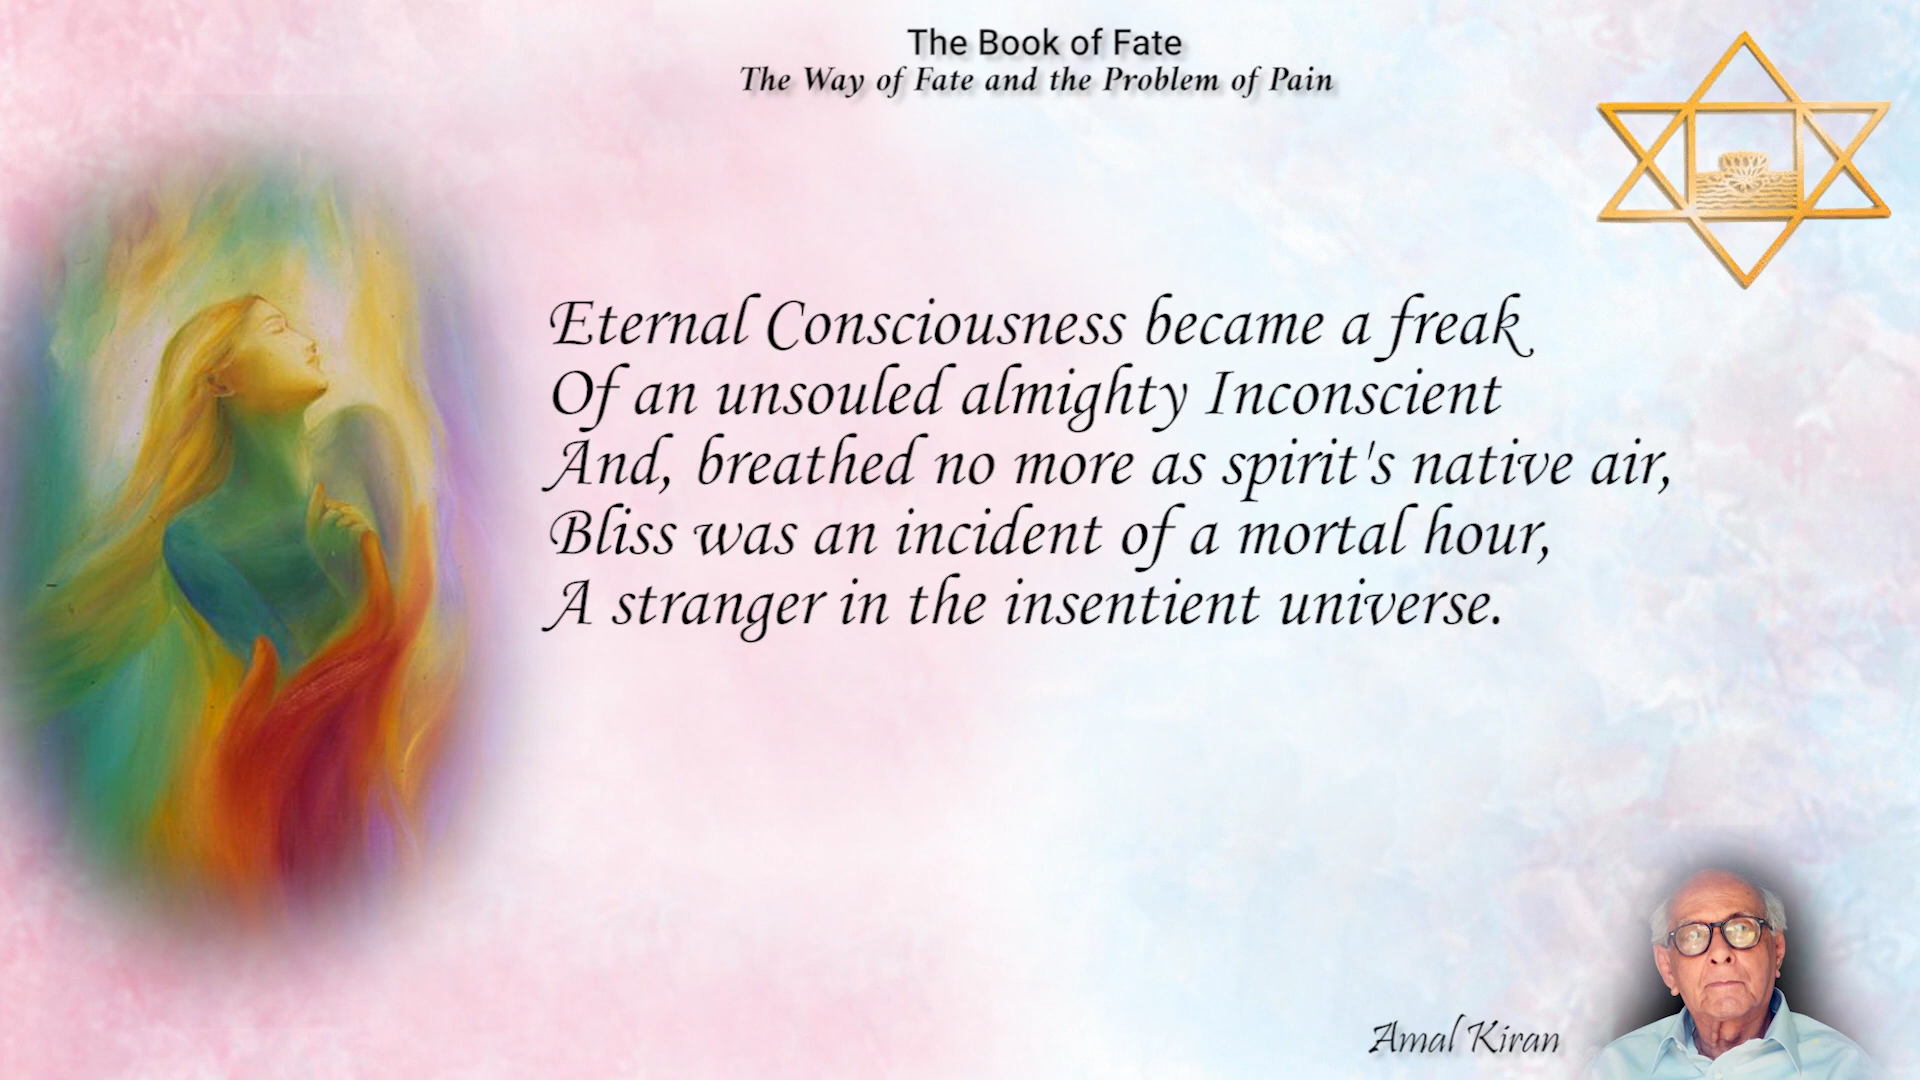 The Book of Fate
The Way of Fate and the Problem of Pain
Eternal Consciousness became a freak
Of an unsouled almighty Inconscient
And, breathed no more as spirit's native air,
Bliss was an incident of a mortal hour,
A stranger in the insentient universe.
Amal Kiran